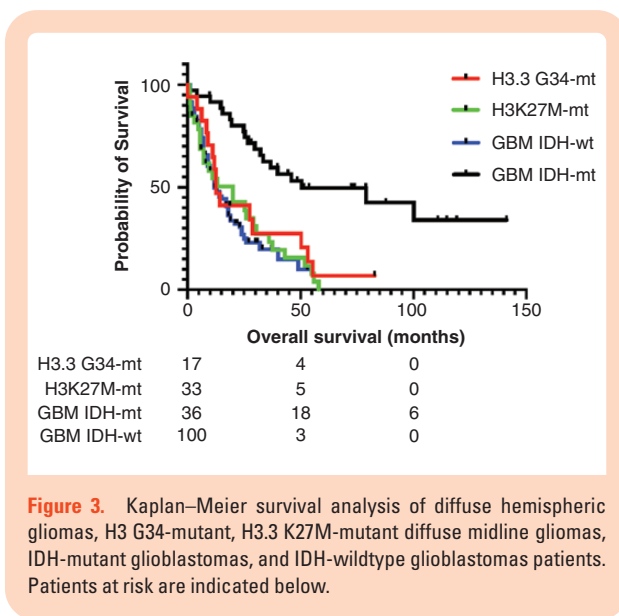 H3.3 G34-mt
H3K27M-mt
GBM IDH-wt
GBM IDH-mt
Probability of Survival
100
50
0
0 50 100 150
Overall survival (months)
H3.3 G34-mt 17 4 0
H3K27M-mt 33 5 0
GBM IDH-mt 36 18 6
GBM IDH-wt 100 3 0
Figure 3. Kaplan–Meier survival analysis of diffuse hemispheric
gliomas, H3 G34-mutant, H3.3 K27M-mutant diffuse midline gliomas,
IDH-mutant glioblastomas, and IDH-wildtype glioblastomas patients.
Patients at risk are indicated below.